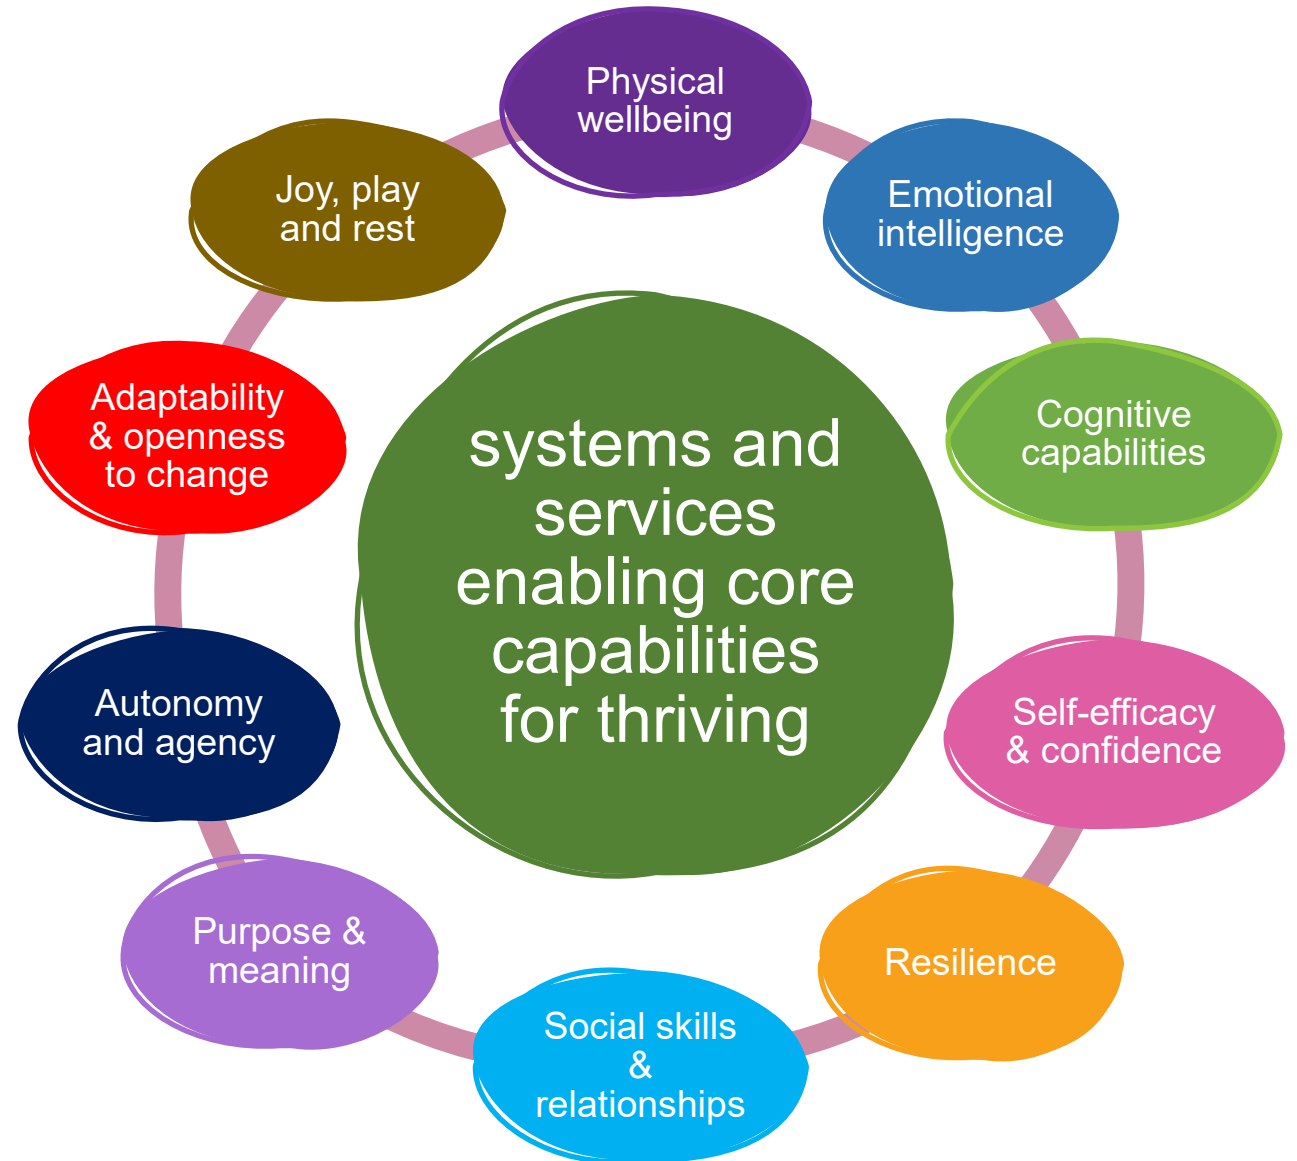 Physical
wellbeing
Emotional
intelligence
Cognitive
capabilities
Self-efficacy
& confidence
Resilience
Social skills
&
relationships
Purpose &
meaning
Autonomy
and agency
Adaptability
& openness
to change
Joy, play
and rest
systems and
services
enabling core
capabilities
for thriving